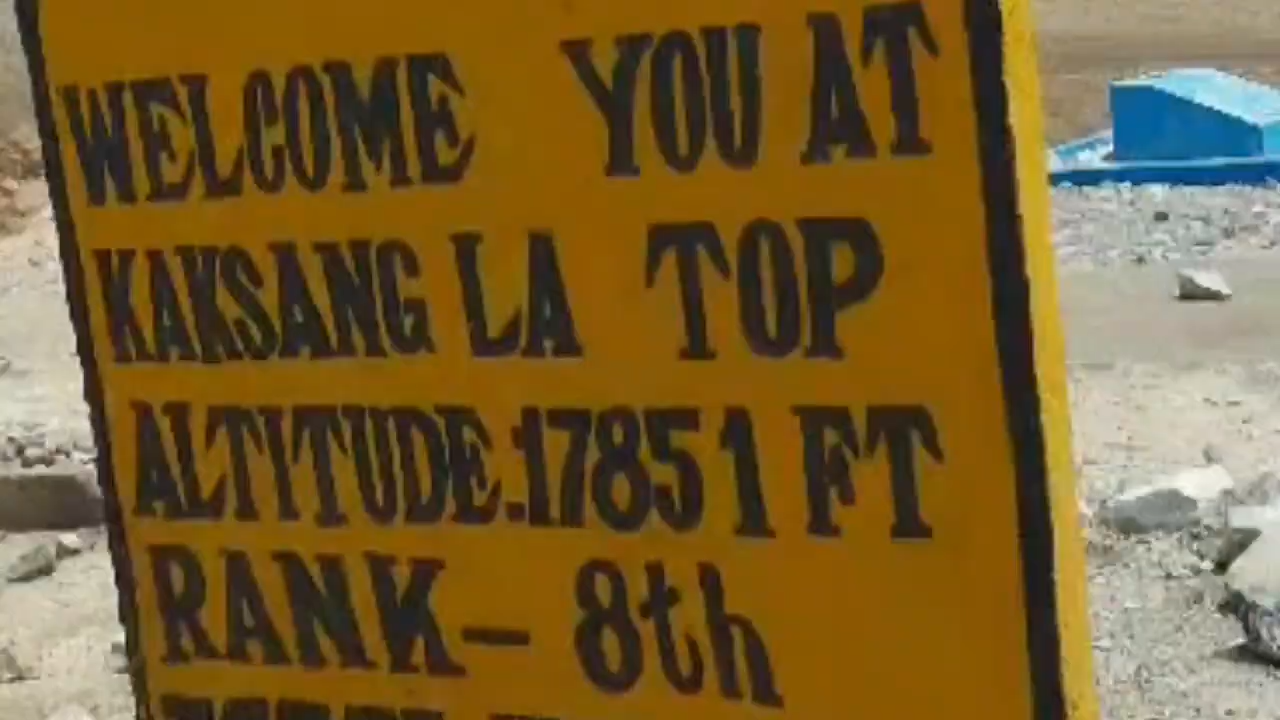 WELCOME YOU AT
KAKSANG LA TOP
ALTITUDE:17851 FT
RANK- 8th